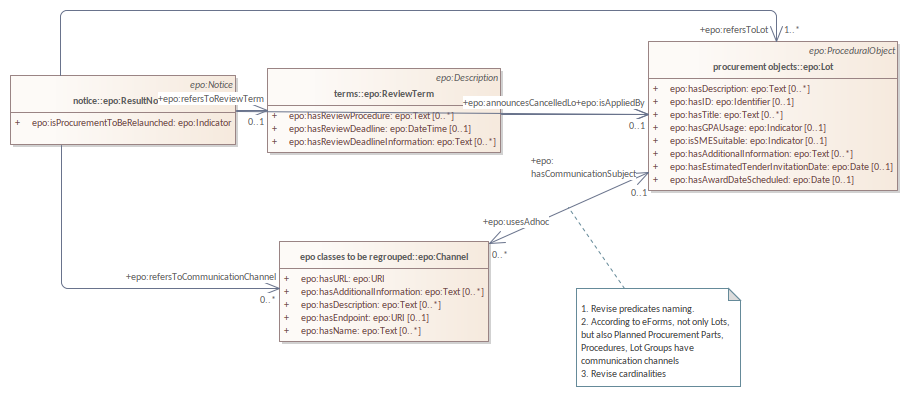 +epo:refersToLot
1..*
epo:Notice
notice::epo:ResultNo
+ epo:isProcurementToBeRelaunched: epo:Indicator
+epo:refersToReviewTerm
0..1
epo:Description
terms::epo:ReviewTerm
+ epo:hasReviewProcedure: epo:Text [0..*]
+ epo:hasReviewDeadline: epo:DateTime [0..1]
+ epo:hasReviewDeadlineInformation: epo:Text [0..*]
+epo:announcesCancelledLo+epo:isAppliedBy
0..1
epo:ProceduralObject
procurement objects::epo:Lot
+ epo:hasDescription: epo:Text [0..*]
+ epo:hasID: epo:Identifier [0..1]
+ epo:hasTitle: epo:Text [0..*]
+ epo:hasGPAUsage: epo:Indicator [0..1]
+ epo:isSMESuitable: epo:Indicator [0..1]
+ epo:hasAdditionalInformation: epo:Text [0..*]
+ epo:hasEstimatedTenderInvitationDate: epo:Date [0..1]
+ epo:hasAwardDateScheduled: epo:Date [0..1]
+epo:
hasCommunicationSubject
0..1
+epo:usesAdhoc
0..*
+epo:refersToCommunicationChannel
0..*
epo classes to be regrouped::epo:Channel
+ epo:hasURL: epo:URI
+ epo:hasAdditionalInformation: epo:Text [0..*]
+ epo:hasDescription: epo:Text [0..*]
+ epo:hasEndpoint: epo:URI [0..1]
+ epo:hasName: epo:Text [0..*]
1. Revise predicates naming.
2. According to eForms, not only Lots,
but also Planned Procurement Parts,
Procedures, Lot Groups have
communication channels
3. Revise cardinalities